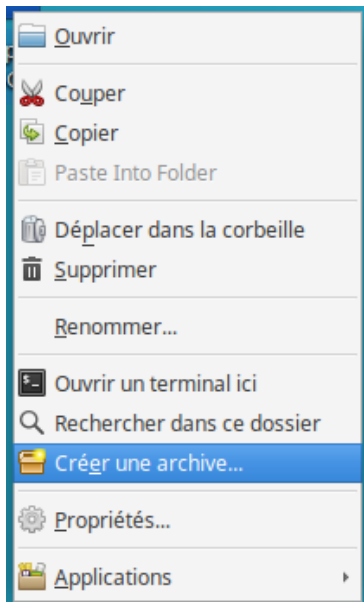 Ouvrir
Couper
Copier
Paste Into Folder
Déplacer dans la corbeille
Supprimer
Renommer...
Ouvrir un terminal ici
Rechercher dans ce dossier
Créer une archive...
Propriétés...
Applications